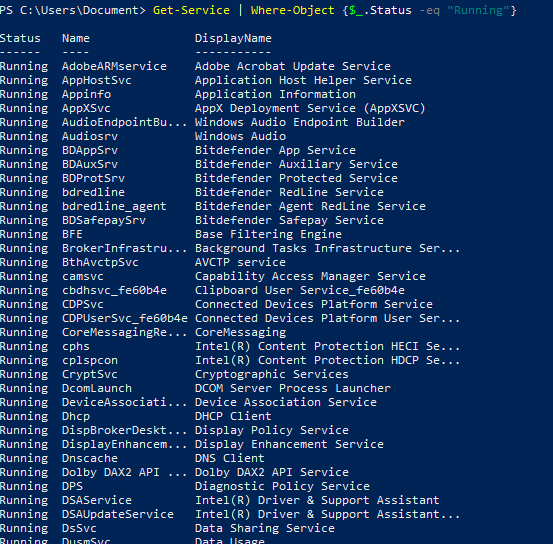 PS C:\Users\Document> Get-Service | Where-Object {$_.Status -eq "Running"}
Status   Name               DisplayName
------   ----               -----------
Running  AdobeARMservice    Adobe Acrobat Update Service
Running  AppHostSvc         Application Host Helper Service
Running  Appinfo            Application Information
Running  AppXSvc            AppX Deployment Service (AppXSVC)
Running  AudioEndpointBu... Windows Audio Endpoint Builder
Running  Audiosrv           Windows Audio
Running  BDAppSrv           Bitdefender App Service
Running  BDAuxSrv           Bitdefender Auxiliary Service
Running  BDProtSrv          Bitdefender Protected Service
Running  bdredline          Bitdefender RedLine Service
Running  bdredline_agent    Bitdefender Agent RedLine Service
Running  BDSafepaySrv       Bitdefender Safepay Service
Running  BFE                Base Filtering Engine
Running  BrokerInfrastru... Background Tasks Infrastructure Ser...
Running  BthAvctpSvc        AVCTP service
Running  camsvc             Capability Access Manager Service
Running  cbdhsvc_fe60b4e    Clipboard User Service_fe60b4e
Running  CDPSvc             Connected Devices Platform Service
Running  CDPUserSvc_fe60b4e Connected Devices Platform User Ser...
Running  CoreMessagingRe... CoreMessaging
Running  cphs               Intel(R) Content Protection HECI Se...
Running  cplspcon           Intel(R) Content Protection HDCP Se...
Running  CryptSvc           Cryptographic Services
Running  DcomLaunch         DCOM Server Process Launcher
Running  DeviceAssociati... Device Association Service
Running  Dhcp               DHCP Client
Running  DispBrokerDeskt... Display Policy Service
Running  DisplayEnhancem... Display Enhancement Service
Running  Dnscache           DNS Client
Running  Dolby DAX2 API ... Dolby DAX2 API Service
Running  DPS                Diagnostic Policy Service
Running  DSAService         Intel(R) Driver & Support Assistant
Running  DSAUpdateService   Intel(R) Driver & Support Assistant...
Running  DsSvc              Data Sharing Service
Running  DusmSvc            Data Usage